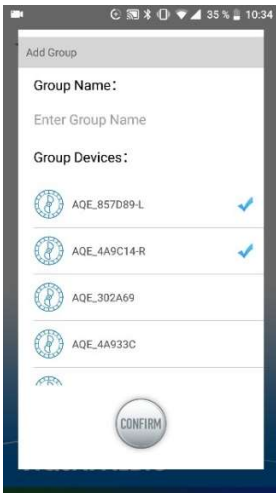 35 % 10:34
Add Group
Group Name:
Enter Group Name
Group Devices:
AQE_857D89-L
AQE_4A9C14-R
AQE_302A69
AQE_4A933C
CONFIRM